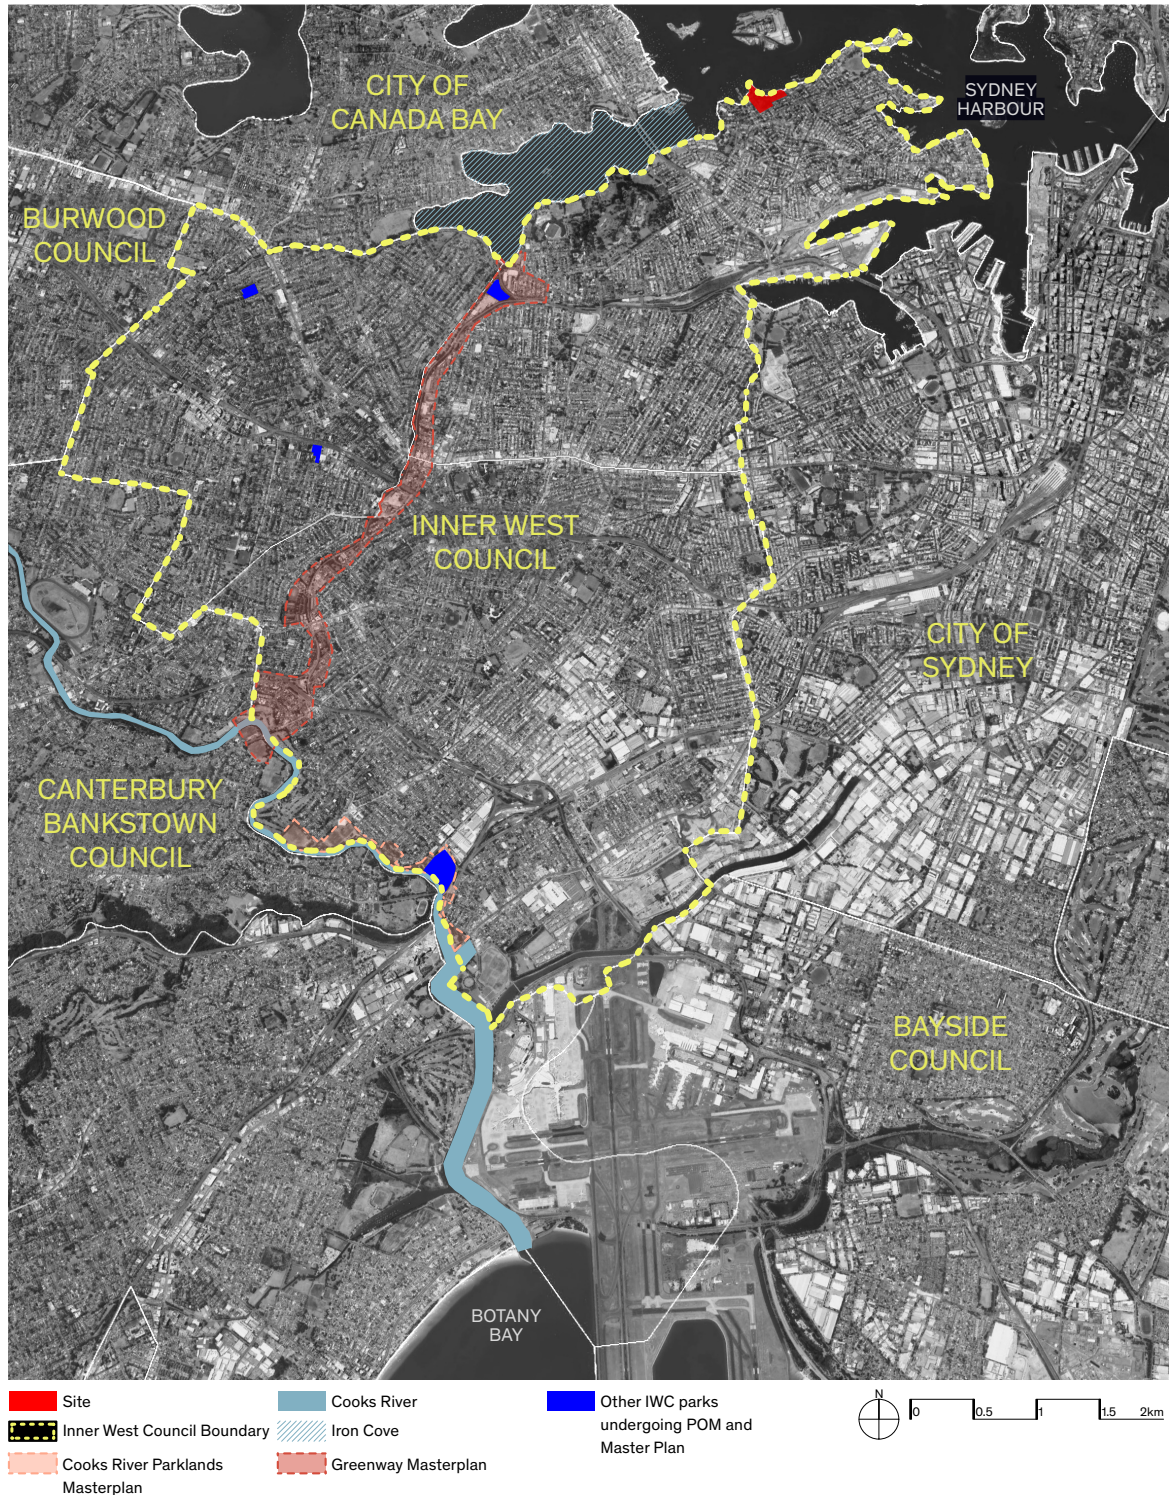 CITY OF
CANADA BAY
SYDNEY
HARBOUR
BURWOOD
COUNCIL
INNER WEST
COUNCIL
CITY OF
SYDNEY
CANTERBURY
BANKSTOWN
COUNCIL
BAYSIDE
COUNCIL
BOTANY
BAY
Site
Inner West Council Boundary
Cooks River Parklands
Masterplan
Cooks River
Iron Cove
Greenway Masterplan
Other IWC parks
undergoing POM and
Master Plan
N
0 0.5 1 1.5 2km